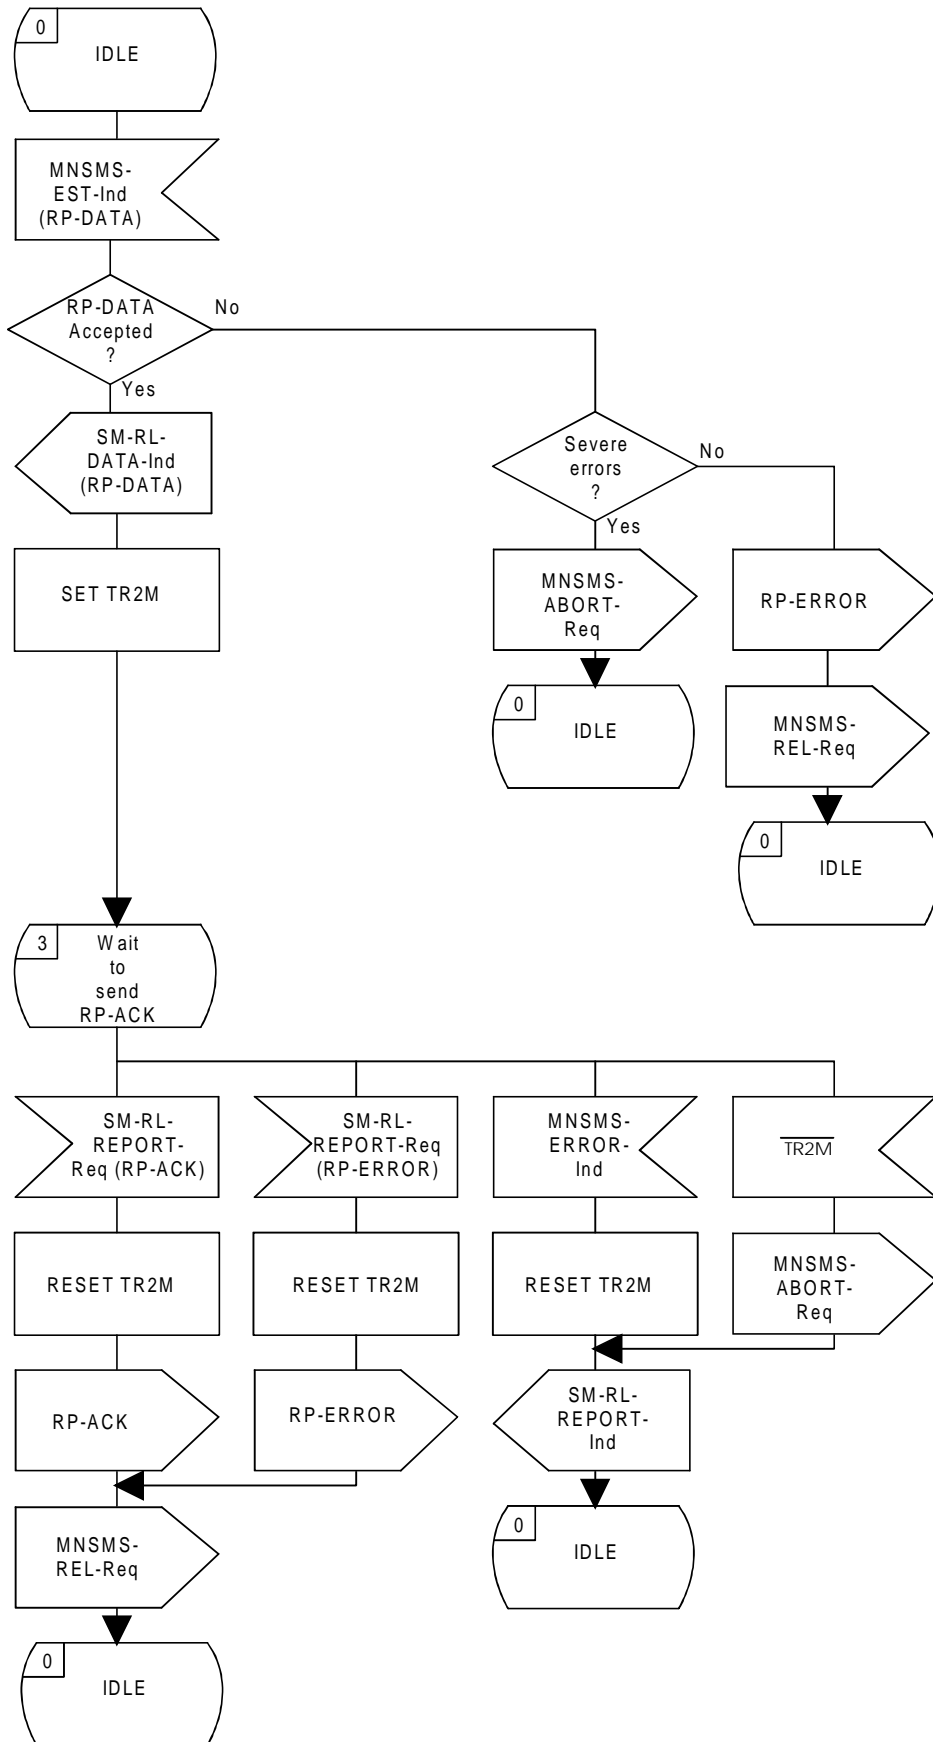 0
IDLE
MNSMS-
EST-Ind
(RP-DATA)
RP-DATA
Accepted
?
No
Yes
SM-RL-
DATA-Ind
(RP-DATA)
Severe
errors
?
No
Yes
SET TR2M
MNSMS-
ABORT-
Req
RP-ERROR
0
IDLE
MNSMS-
REL-Req
0
IDLE
3
Wait
to
send
RP-ACK
SM-RL-
REPORT-
Req (RP-ACK)
SM-RL-
REPORT-Req
(RP-ERROR)
MNSMS-
ERROR-
Ind
TR2M
RESET TR2M
RESET TR2M
RESET TR2M
MNSMS-
ABORT-
Req
RP-ACK
RP-ERROR
SM-RL-
REPORT-
Ind
MNSMS-
REL-Req
0
IDLE
0
IDLE